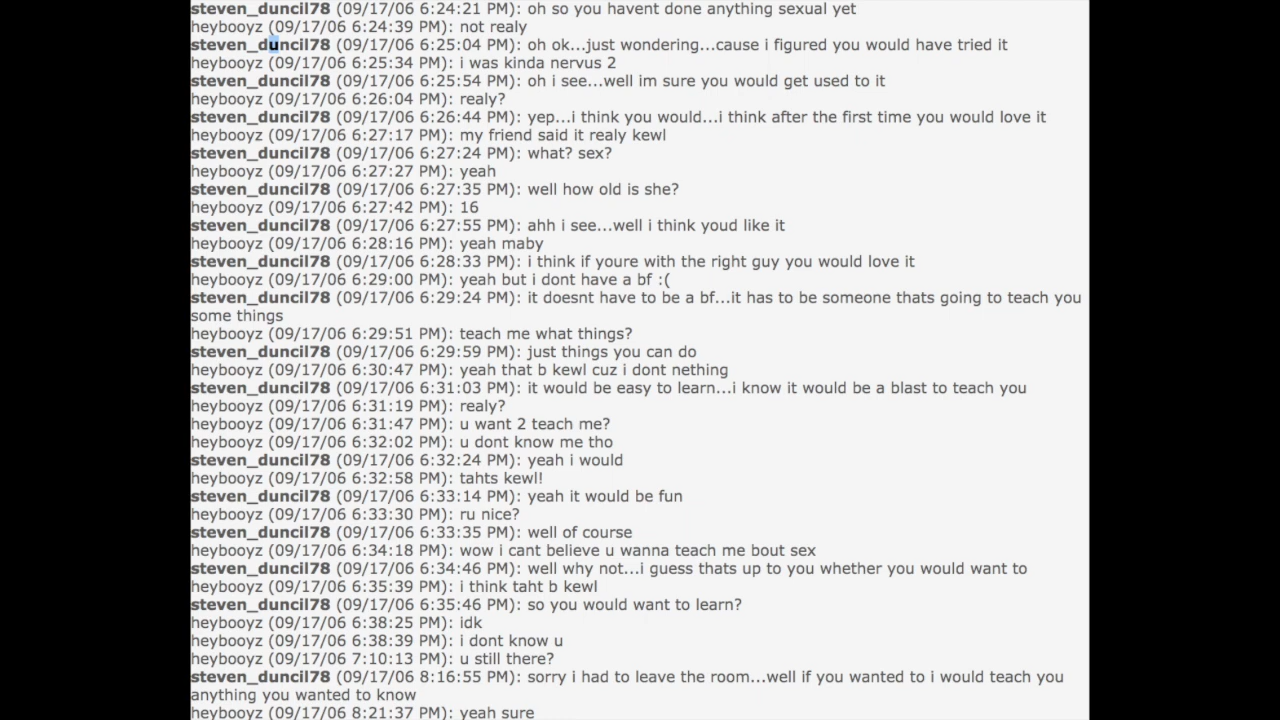 steven_duncil78 (09/17/06 6:24:21 PM): oh so you havent done anything sexual yet
heybooyz (09/17/06 6:24:39 PM): not realy
steven_duncil78 (09/17/06 6:25:04 PM): oh ok...just wondering...cause i figured you would have tried it
heybooyz (09/17/06 6:25:34 PM): i was kinda nervus 2
steven_duncil78 (09/17/06 6:25:54 PM): oh i see...well im sure you would get used to it
heybooyz (09/17/06 6:26:04 PM): realy?
steven_duncil78 (09/17/06 6:26:44 PM): yep...i think you would...i think after the first time you would love it
heybooyz (09/17/06 6:27:17 PM): my friend said it realy kewl
steven_duncil78 (09/17/06 6:27:24 PM): what? sex?
heybooyz (09/17/06 6:27:27 PM): yeah
steven_duncil78 (09/17/06 6:27:35 PM): well how old is she?
heybooyz (09/17/06 6:27:42 PM): 16
steven_duncil78 (09/17/06 6:27:55 PM): ahh i see...well i think youd like it
heybooyz (09/17/06 6:28:16 PM): yeah maby
steven_duncil78 (09/17/06 6:28:33 PM): i think if youre with the right guy you would love it
heybooyz (09/17/06 6:29:00 PM): yeah but i dont have a bf :(
steven_duncil78 (09/17/06 6:29:24 PM): it doesnt have to be a bf...it has to be someone thats going to teach you
some things
heybooyz (09/17/06 6:29:51 PM): teach me what things?
steven_duncil78 (09/17/06 6:29:59 PM): just things you can do
heybooyz (09/17/06 6:30:47 PM): yeah that b kewl cuz i dont nething
steven_duncil78 (09/17/06 6:31:03 PM): it would be easy to learn...i know it would be a blast to teach you
heybooyz (09/17/06 6:31:19 PM): realy?
heybooyz (09/17/06 6:31:47 PM): u want 2 teach me?
heybooyz (09/17/06 6:32:02 PM): u dont know me tho
steven_duncil78 (09/17/06 6:32:24 PM): yeah i would
heybooyz (09/17/06 6:32:58 PM): tahts kewl!
steven_duncil78 (09/17/06 6:33:14 PM): yeah it would be fun
heybooyz (09/17/06 6:33:30 PM): ru nice?
steven_duncil78 (09/17/06 6:33:35 PM): well of course
heybooyz (09/17/06 6:34:18 PM): wow i cant believe u wanna teach me bout sex
steven_duncil78 (09/17/06 6:34:46 PM): well why not...i guess thats up to you whether you would want to
heybooyz (09/17/06 6:35:39 PM): i think taht b kewl
steven_duncil78 (09/17/06 6:35:46 PM): so you would want to learn?
heybooyz (09/17/06 6:38:25 PM): idk
heybooyz (09/17/06 6:38:39 PM): i dont know u
heybooyz (09/17/06 7:10:13 PM): u still there?
steven_duncil78 (09/17/06 8:16:55 PM): sorry i had to leave the room...well if you wanted to i would teach you
anything you wanted to know
heybooyz (09/17/06 8:21:37 PM): yeah sure